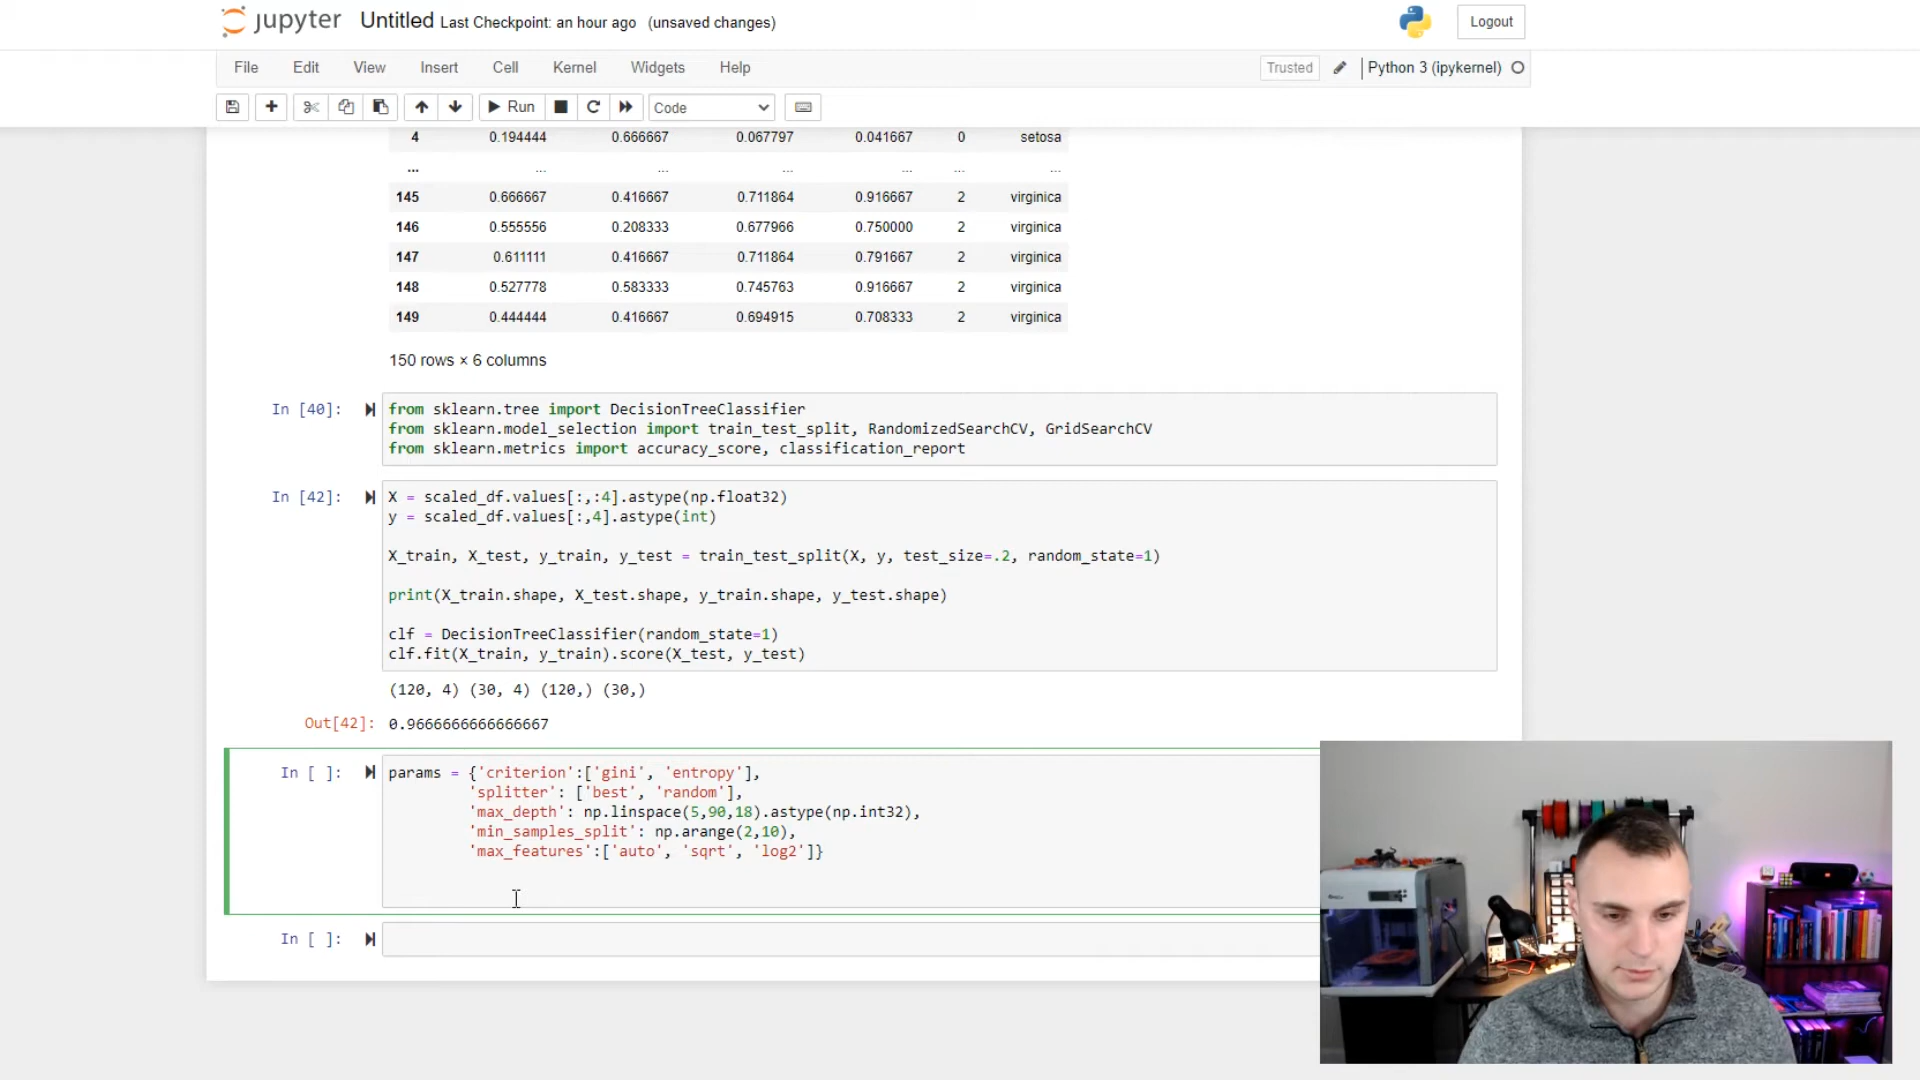 jupyter Untitled Last Checkpoint: an hour ago (unsaved changes) Logout
File Edit View Insert Cell Kernel Widgets Help Trusted Python 3 (ipykernel)
Run Code
4 0.194444 0.666667 0.067797 0.041667 0 setosa
... ... ... ... ... ... ...
145 0.666667 0.416667 0.711864 0.916667 2 virginica
146 0.555556 0.208333 0.677966 0.750000 2 virginica
147 0.611111 0.416667 0.711864 0.791667 2 virginica
148 0.527778 0.583333 0.745763 0.916667 2 virginica
149 0.444444 0.416667 0.694915 0.708333 2 virginica
150 rows × 6 columns
In [40]: from sklearn.tree import DecisionTreeClassifier
from sklearn.model_selection import train_test_split, RandomizedSearchCV, GridSearchCV
from sklearn.metrics import accuracy_score, classification_report
In [42]: X = scaled_df.values[:,:4].astype(np.float32)
y = scaled_df.values[:,4].astype(int)
X_train, X_test, y_train, y_test = train_test_split(X, y, test_size=.2, random_state=1)
print(X_train.shape, X_test.shape, y_train.shape, y_test.shape)
clf = DecisionTreeClassifier(random_state=1)
clf.fit(X_train, y_train).score(X_test, y_test)
(120, 4) (30, 4) (120,) (30,)
Out[42]: 0.9666666666666667
In [ ]: params = {'criterion':['gini', 'entropy'],
'splitter': ['best', 'random'],
'max_depth': np.linspace(5,90,18).astype(np.int32),
'min_samples_split': np.arange(2,10),
'max_features':['auto', 'sqrt', 'log2']}
In [ ]: